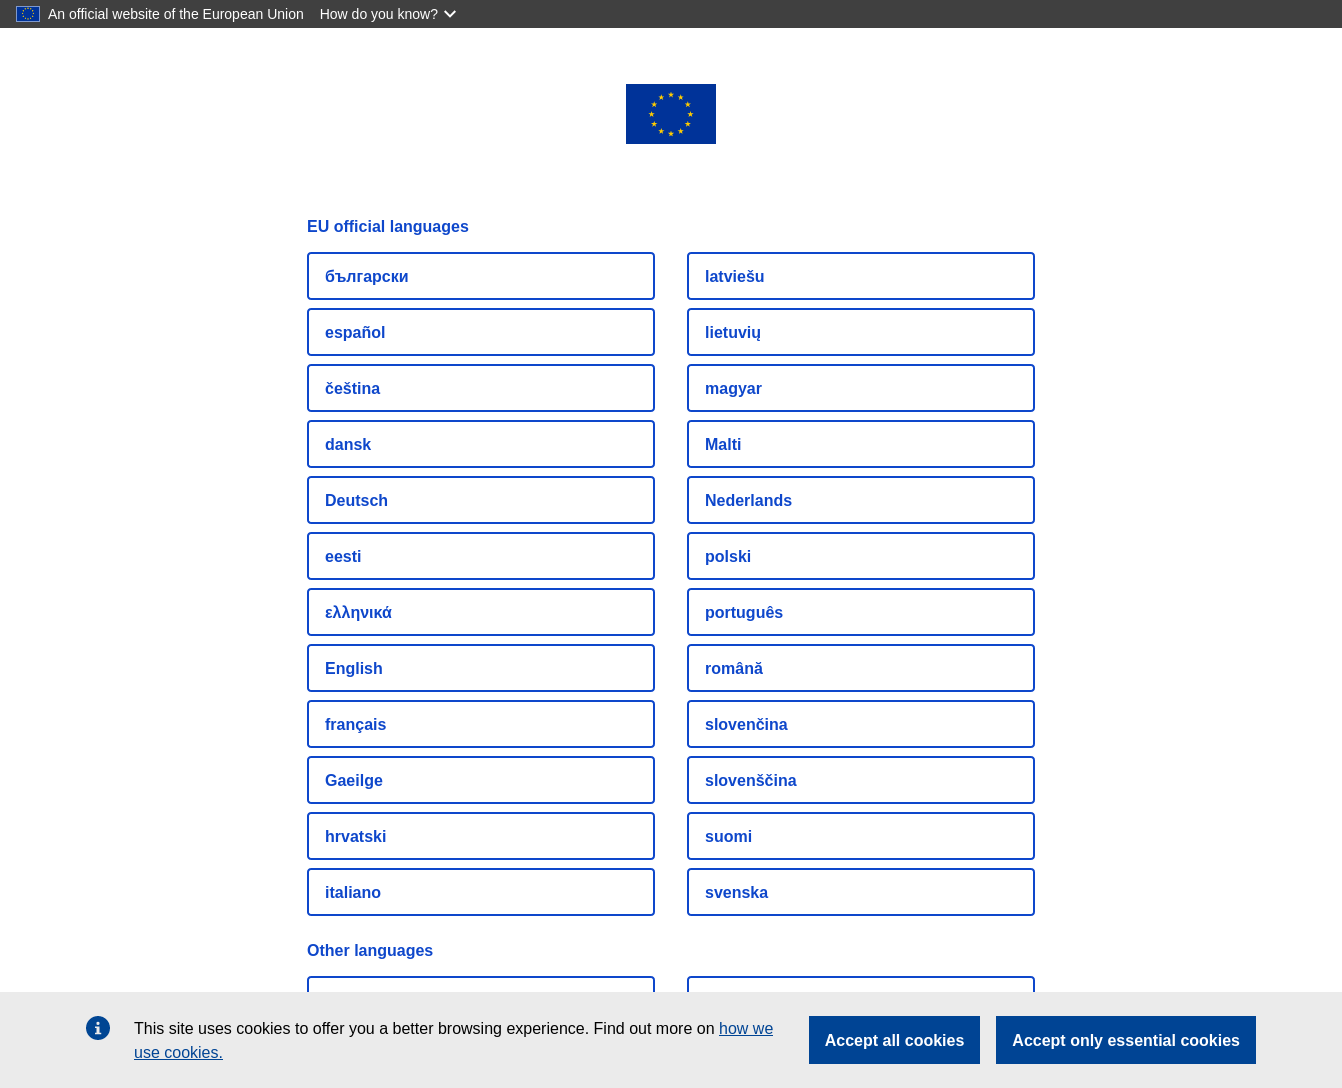 An official website of the European Union How do you know?
EU official languages
български
español
čeština
dansk
Deutsch
eesti
ελληνικά
English
français
Gaeilge
hrvatski
italiano
latviešu
lietuvių
magyar
Malti
Nederlands
polski
português
română
slovenčina
slovenščina
suomi
svenska
Other languages
This site uses cookies to offer you a better browsing experience. Find out more on how we
use cookies.
Accept all cookies
Accept only essential cookies